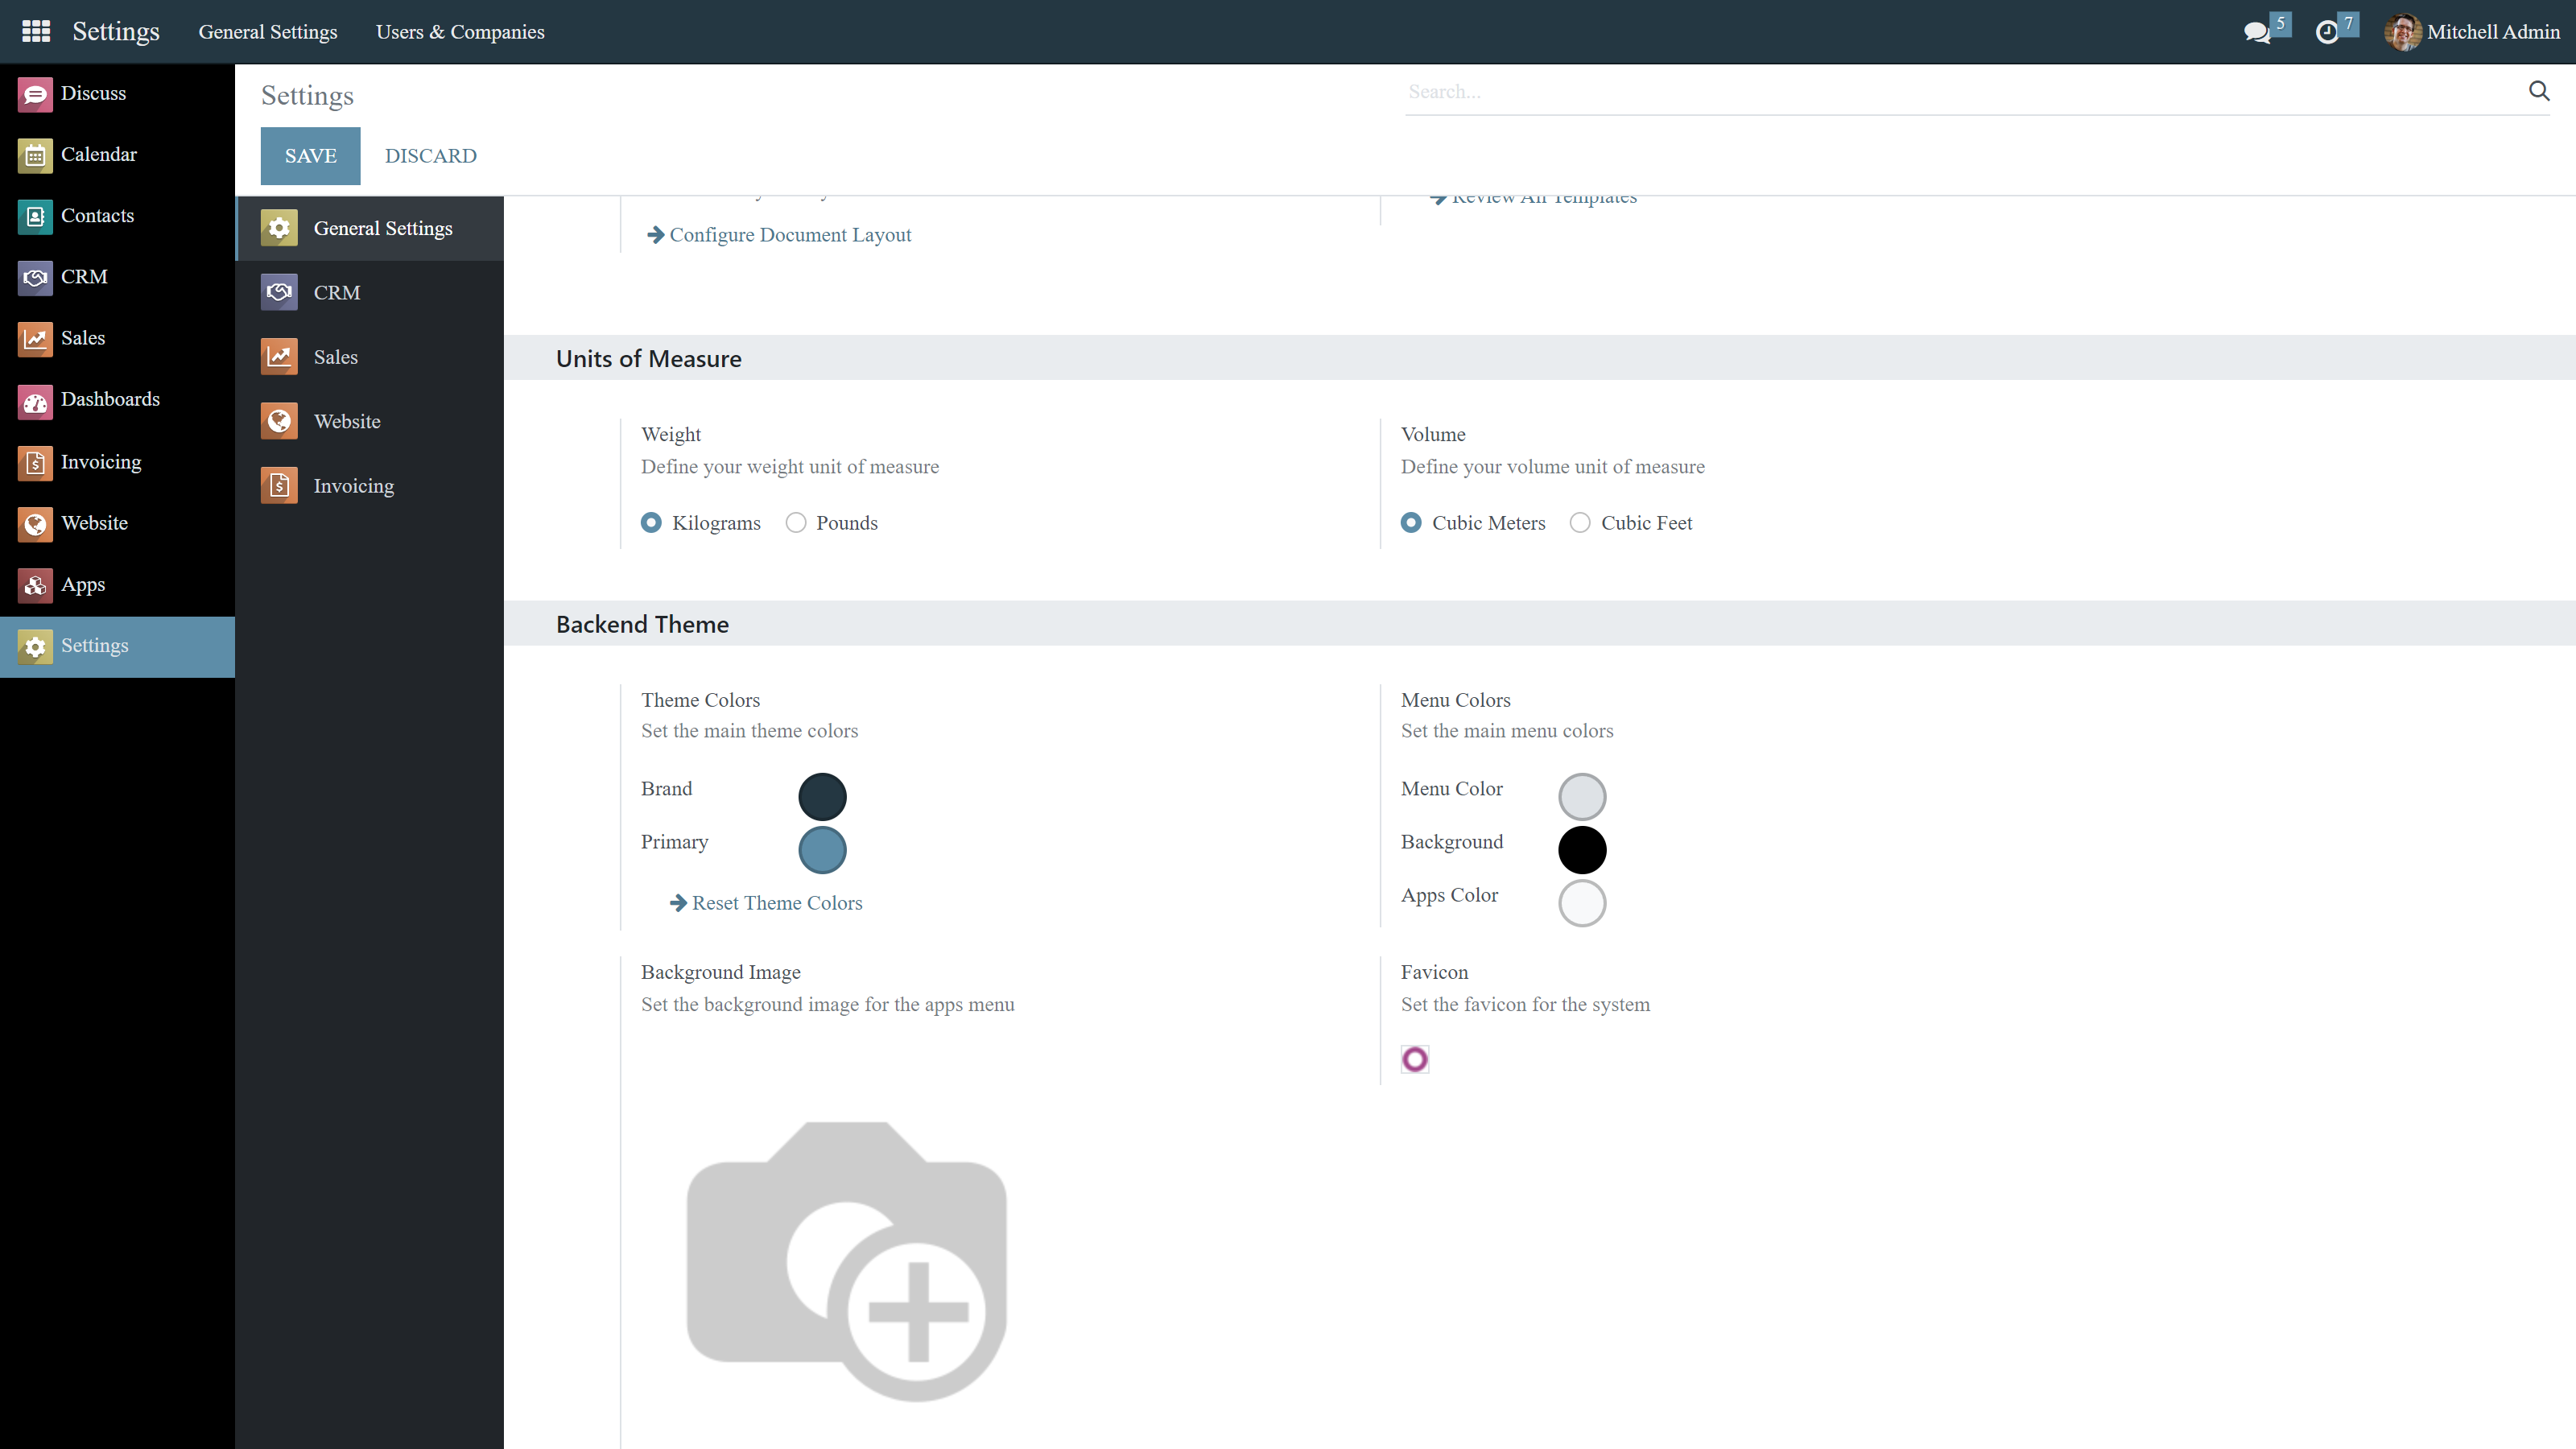 Settings
General Settings
Users & Companies
5
7
Mitchell Admin
Discuss
Calendar
Contacts
CRM
Sales
Dashboards
Invoicing
Website
Apps
Settings
Settings
Search...
SAVE
DISCARD
General Settings
CRM
Sales
Website
Invoicing
Review All Templates
Configure Document Layout
Units of Measure
Weight
Define your weight unit of measure
Kilograms
Pounds
Volume
Define your volume unit of measure
Cubic Meters
Cubic Feet
Backend Theme
Theme Colors
Set the main theme colors
Brand
Primary
Reset Theme Colors
Menu Colors
Set the main menu colors
Menu Color
Background
Apps Color
Background Image
Set the background image for the apps menu
Favicon
Set the favicon for the system